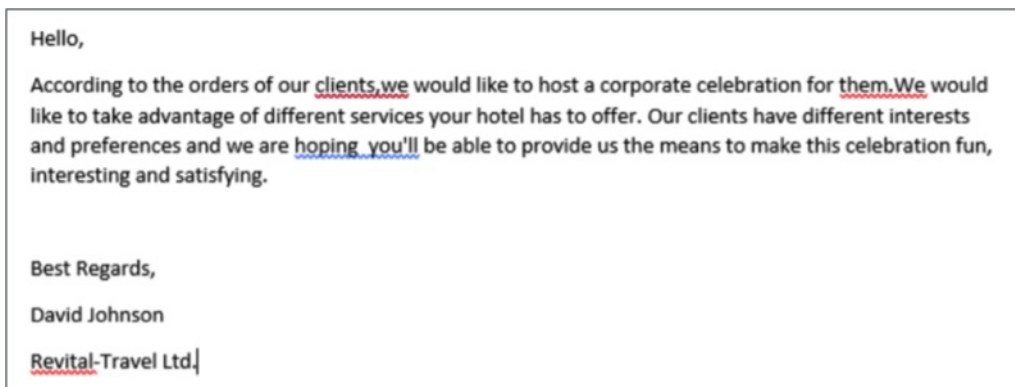 Hello,
According to the orders of our clients,we would like to host a corporate celebration for them.We would
like to take advantage of different services your hotel has to offer. Our clients have different interests
and preferences and we are hoping  you'll be able to provide us the means to make this celebration fun,
interesting and satisfying.
Best Regards,
David Johnson
Revital-Travel Ltd.